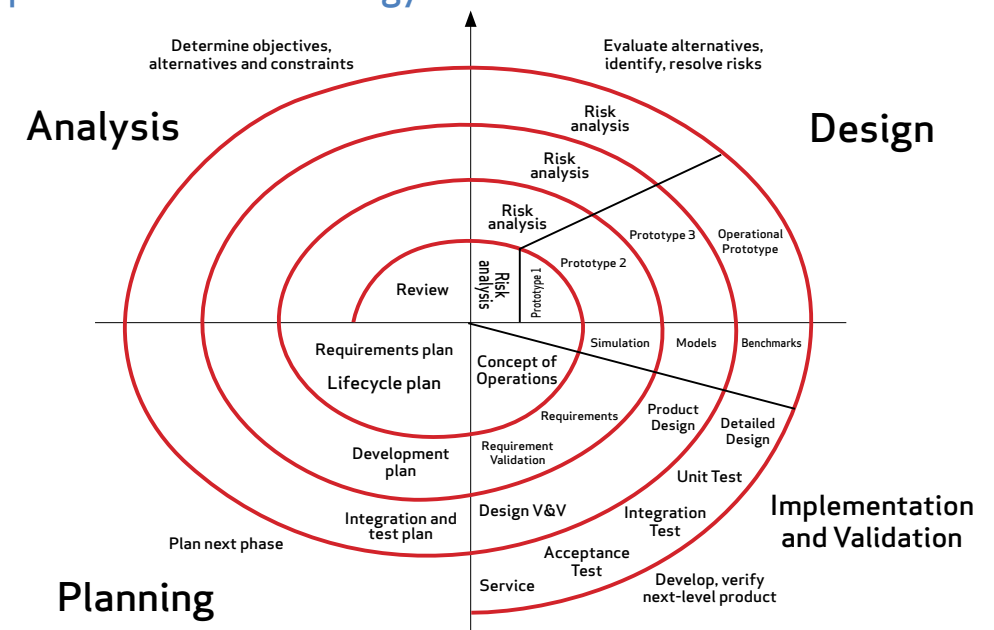 Determine objectives,
alternatives and constraints
Evaluate alternatives,
identify, resolve risks
Analysis
Design
Risk
analysis
Risk
analysis
Risk
analysis
Operational
Prototype
Prototype 3
Prototype 2
Prototype 1
Risk
analysis
Review
Requirements plan
Lifecycle plan
Concept of
Operations
Simulation
Models
Benchmarks
Requirements
Product
Design
Detailed
Design
Development
plan
Requirement
Validation
Unit Test
Integration and
test plan
Design V&V
Integration
Test
Implementation
and Validation
Plan next phase
Acceptance
Test
Service
Develop, verify
next-level product
Planning